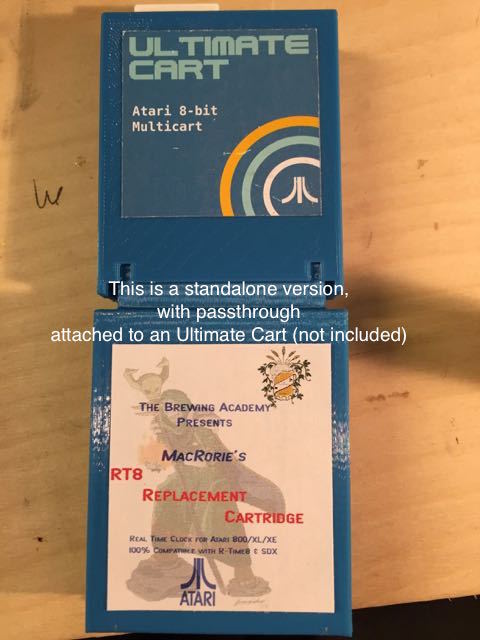 ULTIMATE
CART
Atari 8-bit
Multicart
This is a standalone version,
with passthrough
attached to an Ultimate Cart (not included)
The Brewing Academy
Presents
MacRorie's
RT8
Replacement
Cartridge
Real Time Clock for Atari 800/XL/XE
100% Compatible with R-Time8 & SDX
ATARI